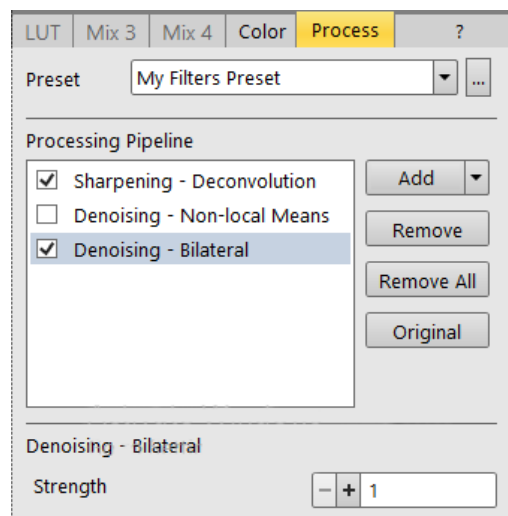 LUT Mix 3 Mix 4 Color Process ?
Preset My Filters Preset ...
Processing Pipeline
Sharpening - Deconvolution Add
Denoising - Non-local Means
Remove
Denoising - Bilateral
Remove All
Original
Denoising - Bilateral
Strength - + 1